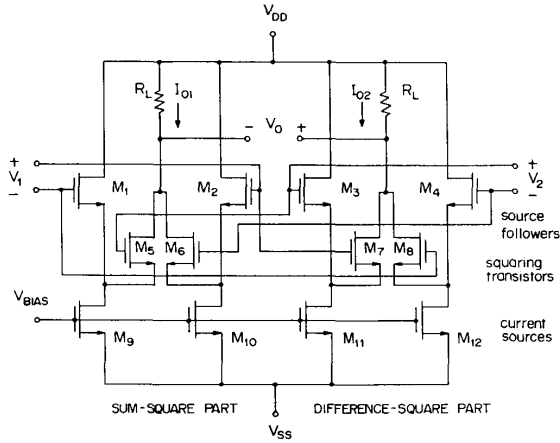 V_DD
R_L I_O1 I_O2 R_L
− V_O +
+ +
V_1 M_1 M_2 M_3 M_4 V_2
− −
source followers
M_5 M_6 M_7 M_8
squaring transistors
V_BIAS
current sources
M_9 M_10 M_11 M_12
SUM-SQUARE PART DIFFERENCE-SQUARE PART
V_SS